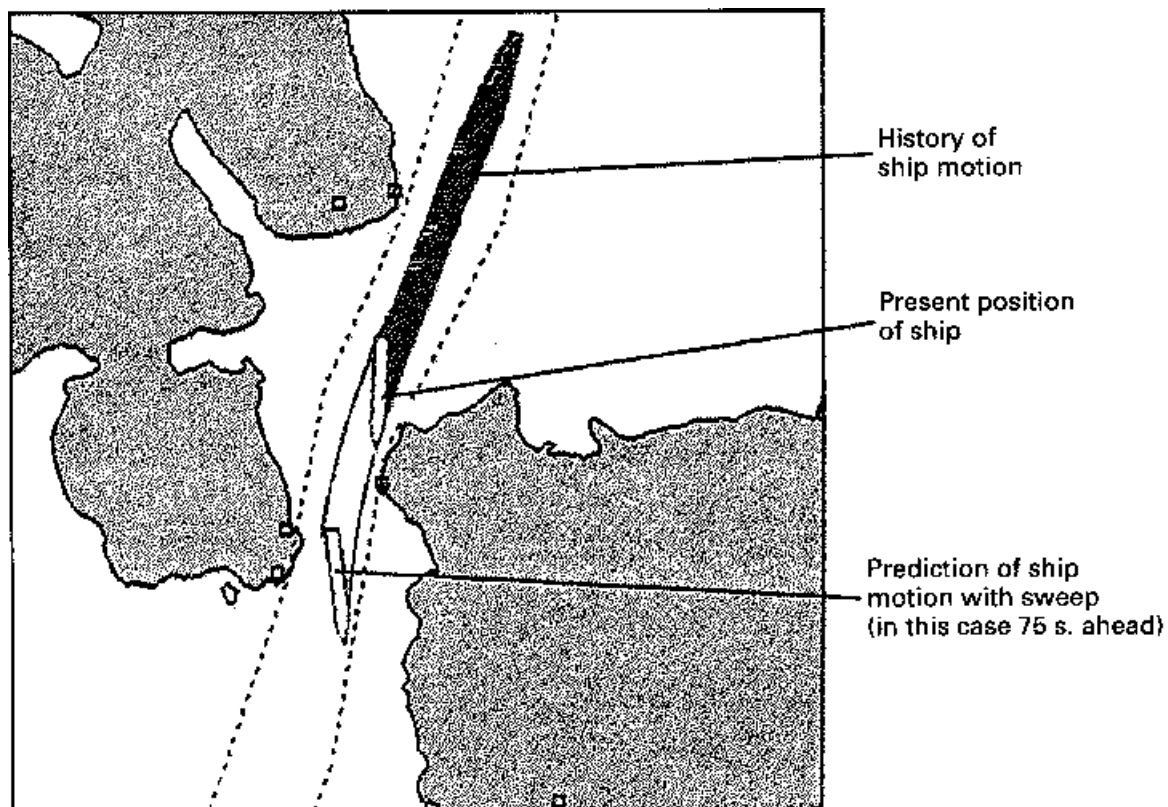 History of
ship motion
Present position
of ship
Prediction of ship
motion with sweep
(in this case 75 s. ahead)